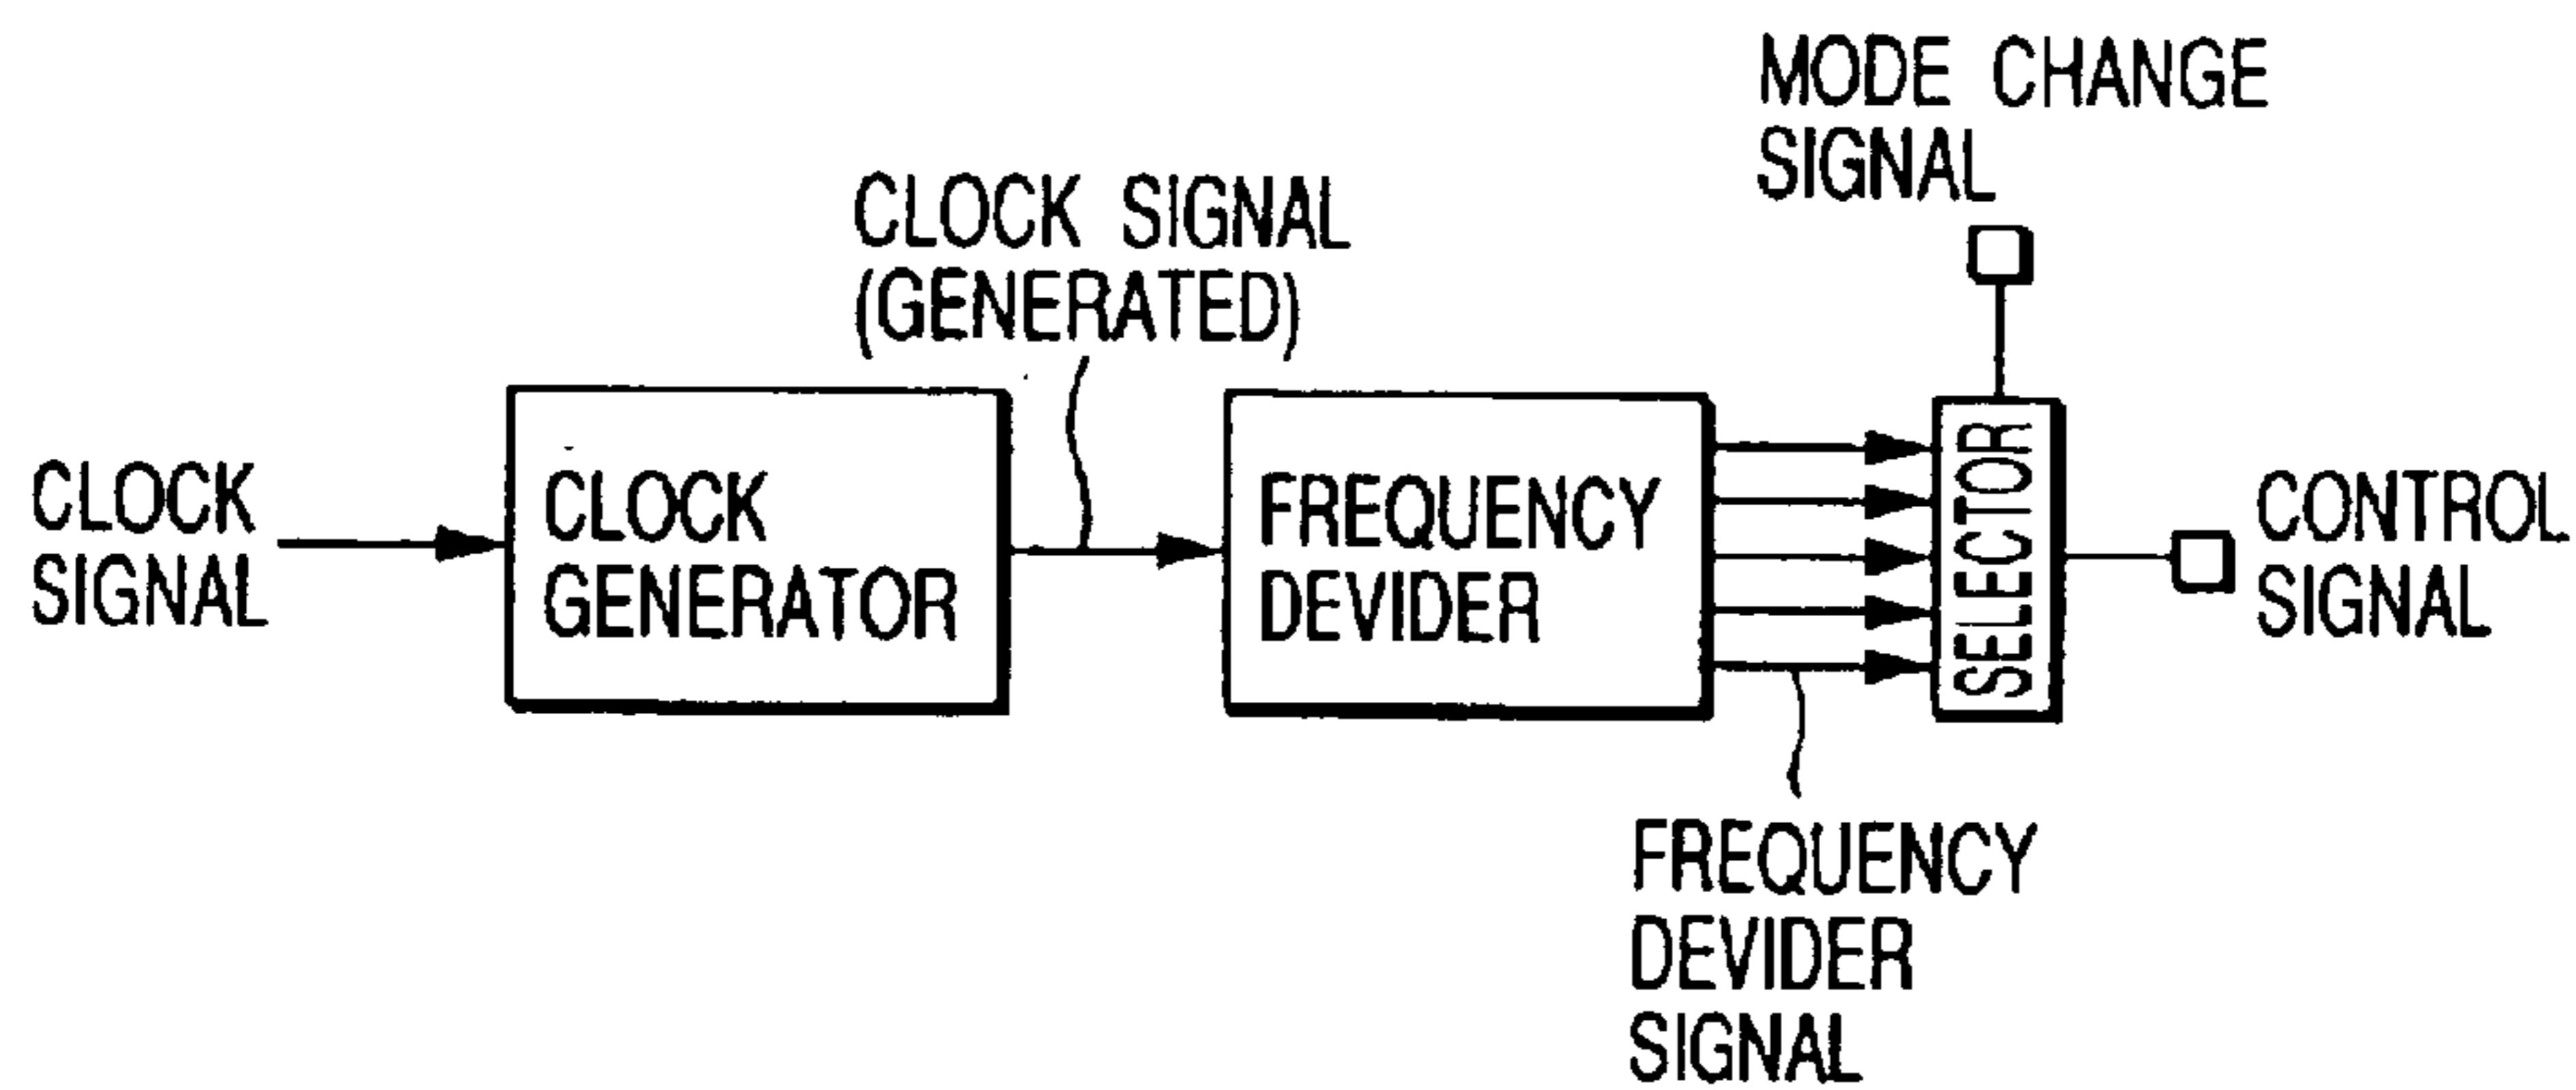 MODE CHANGE
SIGNAL
CLOCK SIGNAL
(GENERATED)
CLOCK
SIGNAL
CLOCK
GENERATOR
FREQUENCY
DEVIDER
SELECTOR
CONTROL
SIGNAL
FREQUENCY
DEVIDER
SIGNAL